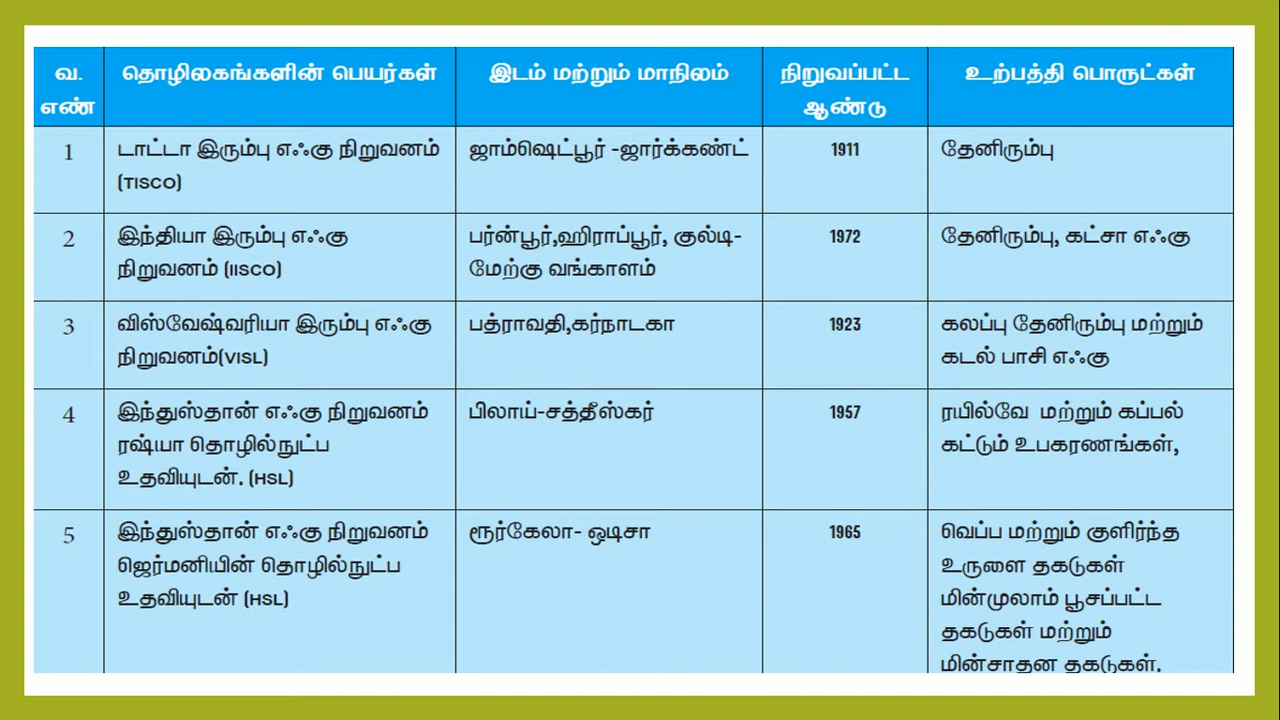 வ. எண்
தொழிலகங்களின் பெயர்கள்
இடம் மற்றும் மாநிலம்
நிறுவப்பட்ட
ஆண்டு
உற்பத்தி பொருட்கள்
1
டாட்டா இரும்பு எஃகு நிறுவனம்
(TISCO)
ஜாம்ஷெட்பூர் -ஜார்க்கண்ட்
1911
தேனிரும்பு
2
இந்தியா இரும்பு எஃகு
நிறுவனம் (IISCO)
பர்ன்பூர்,ஹிராப்பூர், குல்டி-
மேற்கு வங்காளம்
1972
தேனிரும்பு, கட்சா எஃகு
3
விஸ்வேஷ்வரியா இரும்பு எஃகு
நிறுவனம்(VISL)
பத்ராவதி,கர்நாடகா
1923
கலப்பு தேனிரும்பு மற்றும்
கடல் பாசி எஃகு
4
இந்துஸ்தான் எஃகு நிறுவனம்
ரஷ்யா தொழில்நுட்ப
உதவியுடன். (HSL)
பிலாய்-சத்தீஸ்கர்
1957
ரயில்வே மற்றும் கப்பல்
கட்டும் உபகரணங்கள்,
5
இந்துஸ்தான் எஃகு நிறுவனம்
ஜெர்மனியின் தொழில்நுட்ப
உதவியுடன் (HSL)
ரூர்கேலா- ஒடிசா
1965
வெப்ப மற்றும் குளிர்ந்த
உருளை தகடுகள்
மின்முலாம் பூசப்பட்ட
தகடுகள் மற்றும்
மின்சாதன தகடுகள்.